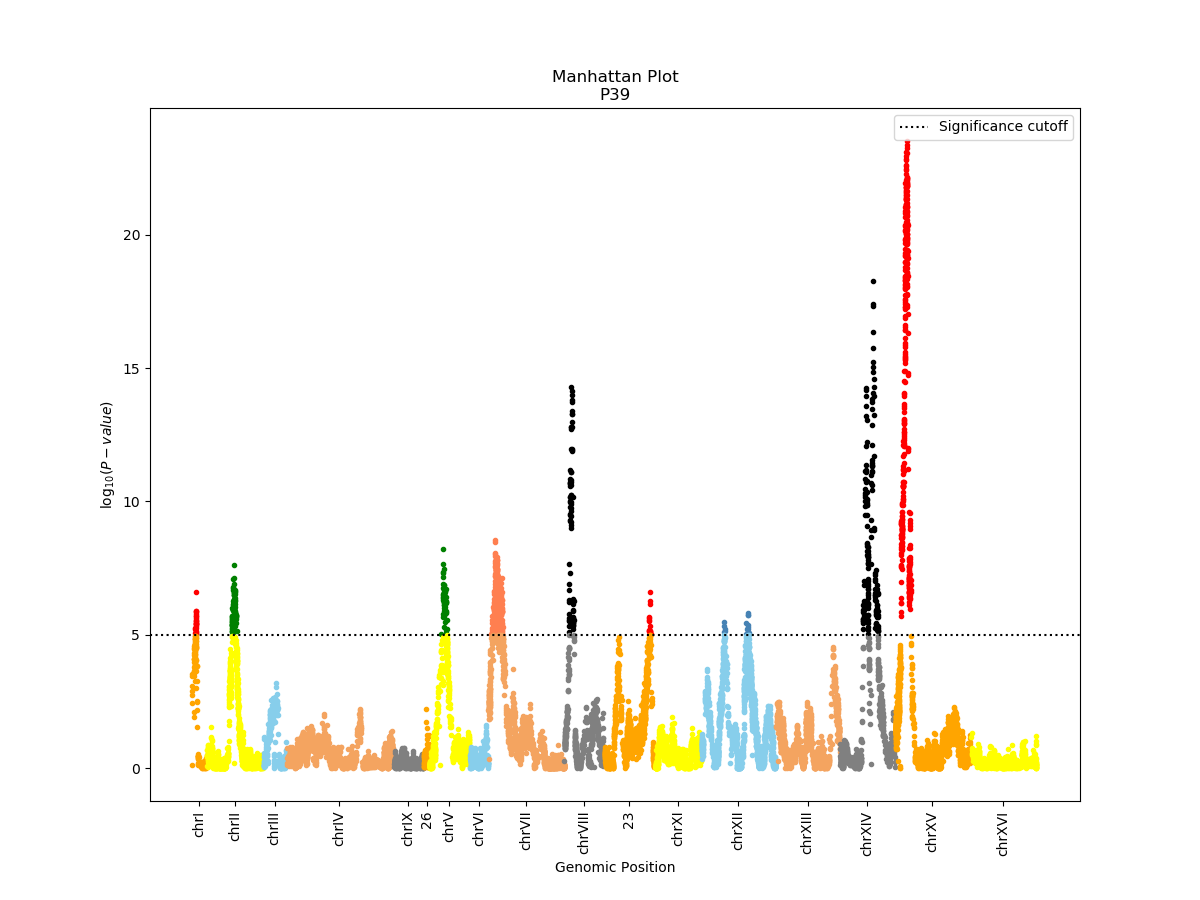 Manhattan Plot
P39
Significance cutoff
20
15
10
5
0
log10(P − value)
chrI
chrII
chrIII
chrIV
chrIX
26
chrV
chrVI
chrVII
chrVIII
23
chrXI
chrXII
chrXIII
chrXIV
chrXV
chrXVI
Genomic Position